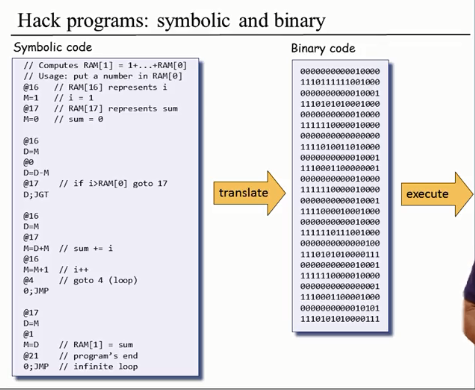 Hack programs: symbolic and binary
Symbolic code
// Computes RAM[1] = 1+...+RAM[0]
// Usage: put a number in RAM[0]
@16 // RAM[16] represents i
M=1 // i = 1
@17 // RAM[17] represents sum
M=0 // sum = 0
@16
D=M
@0
D=D-M
@17 // if i>RAM[0] goto 17
D;JGT
@16
D=M
@17
M=D+M // sum += i
@16
M=M+1 // i++
@4 // goto 4 (loop)
0;JMP
@17
D=M
@1
M=D // RAM[1] = sum
@21 // program's end
0;JMP // infinite loop
translate
Binary code
0000000000010000
1110111111001000
0000000000010001
1110101010001000
0000000000010000
1111110000010000
0000000000000000
1111010011010000
0000000000010001
1110001100000001
0000000000010000
1111110000010000
0000000000010001
1111000010001000
0000000000010000
1111110111001000
0000000000000100
1110101010000111
0000000000010001
1111110000010000
0000000000000001
1110001100001000
0000000000010101
1110101010000111
execute